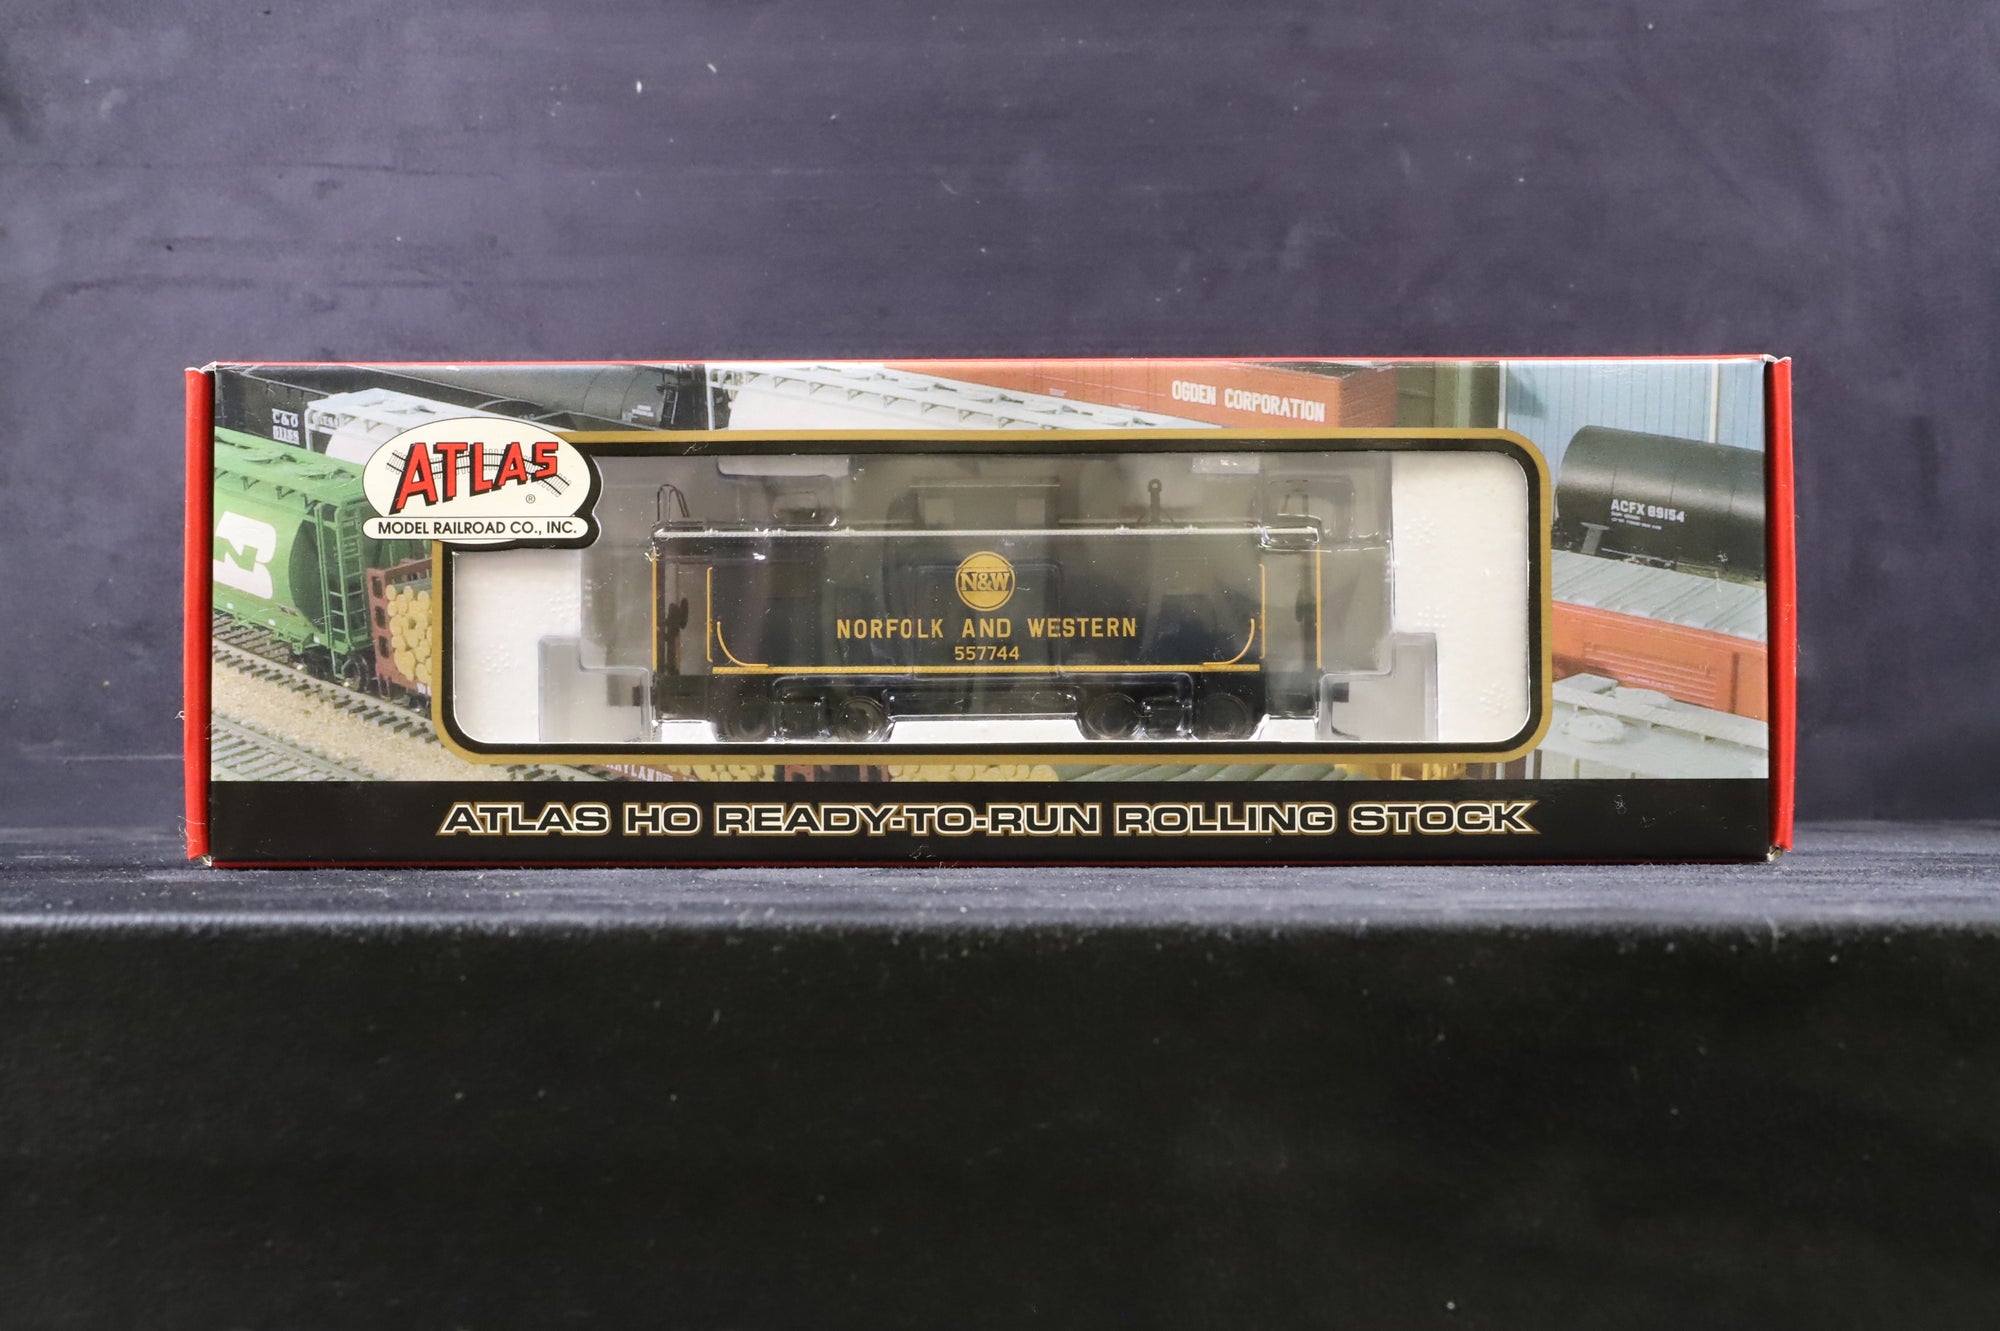 C&O
OGDEN CORPORATION
ATLAS
®
MODEL RAILROAD CO., INC.
ACFX 89154
N&W
NORFOLK AND WESTERN
557744
ATLAS HO READY-TO-RUN ROLLING STOCK